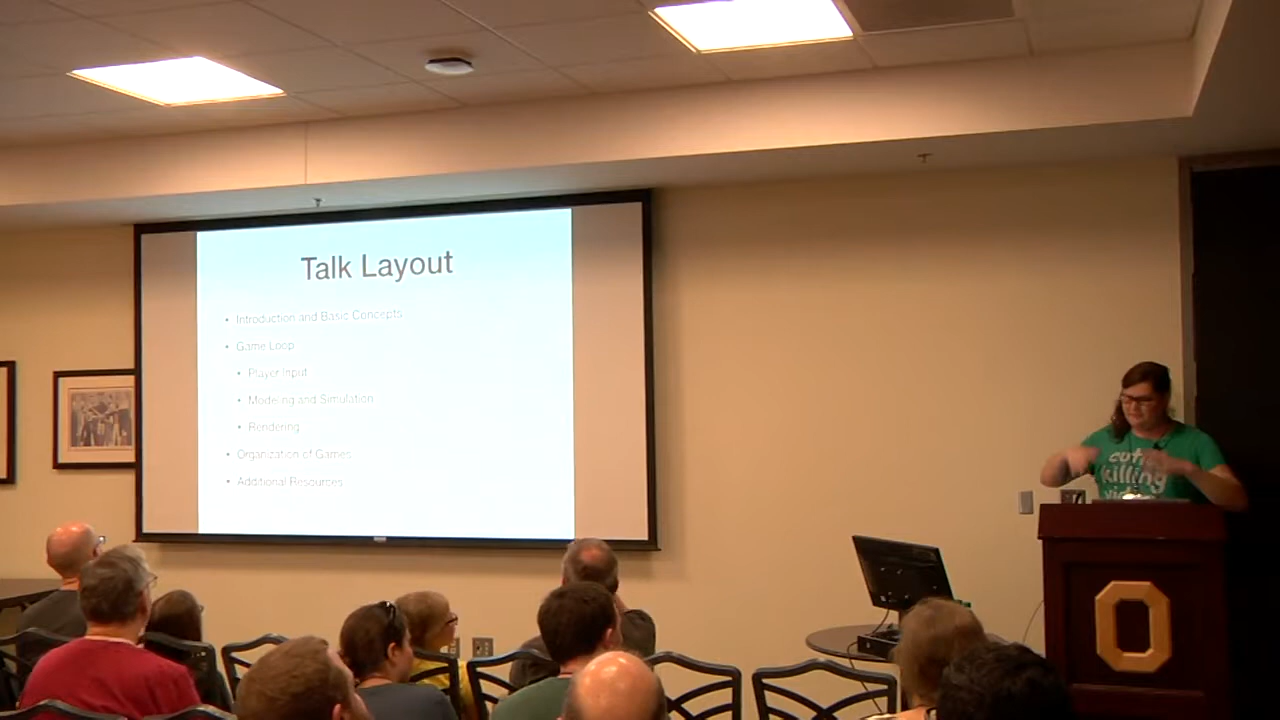 Talk Layout
• Introduction and Basic Concepts
• Game Loop
• Player Input
• Modeling and Simulation
• Rendering
• Organization of Games
• Additional Resources
killing
O